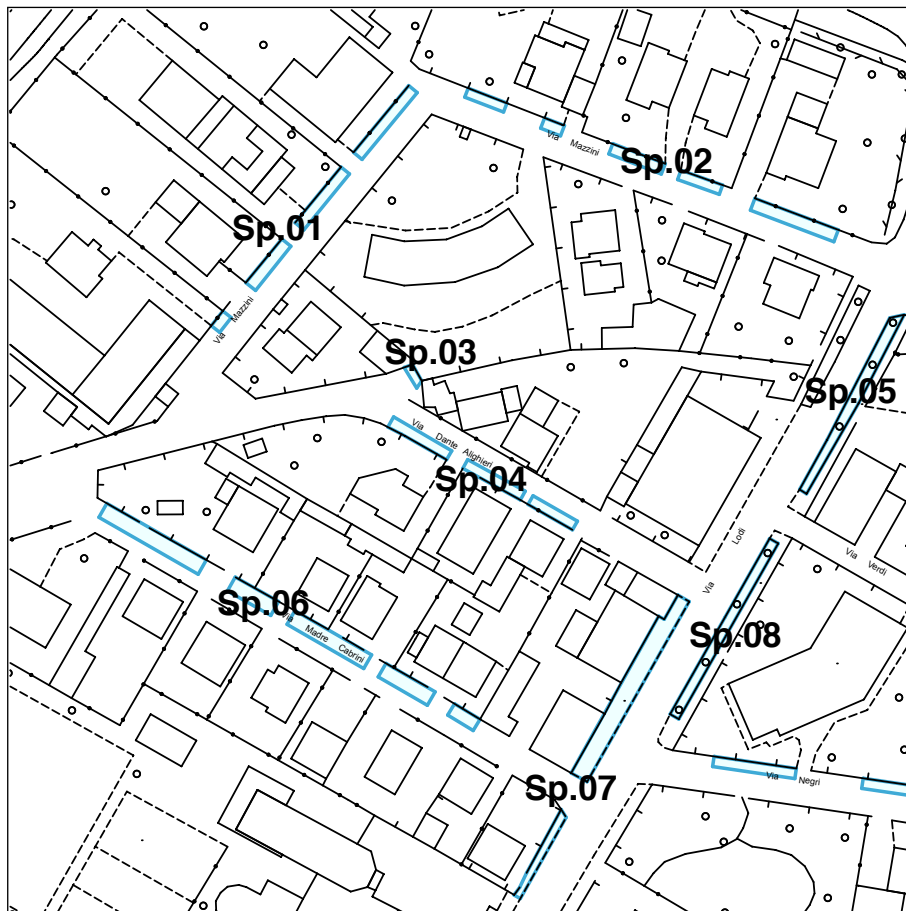 Via Mazzini
Sp.02
Sp.01
Via Mazzini
Sp.03
Sp.05
Via Dante Alighieri
Sp.04
Via Lodi
Via Verdi
Sp.06
Via Madre Cabrini
Sp.08
Sp.07
Via Negri